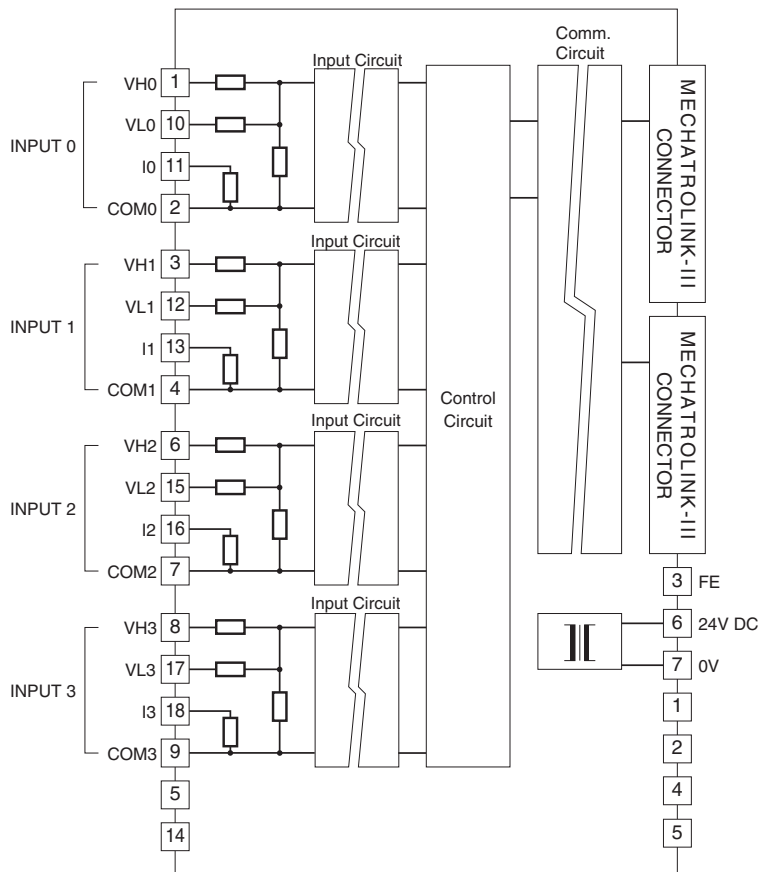 Comm.
Circuit
Input Circuit
INPUT 0
VH0 1
VL0 10
I0 11
COM0 2
Input Circuit
INPUT 1
VH1 3
VL1 12
I1 13
COM1 4
Input Circuit
INPUT 2
VH2 6
VL2 15
I2 16
COM2 7
Input Circuit
INPUT 3
VH3 8
VL3 17
I3 18
COM3 9
5
14
Control
Circuit
MECHATROLINK-III
CONNECTOR
MECHATROLINK-III
CONNECTOR
3 FE
6 24V DC
7 0V
1
2
4
5